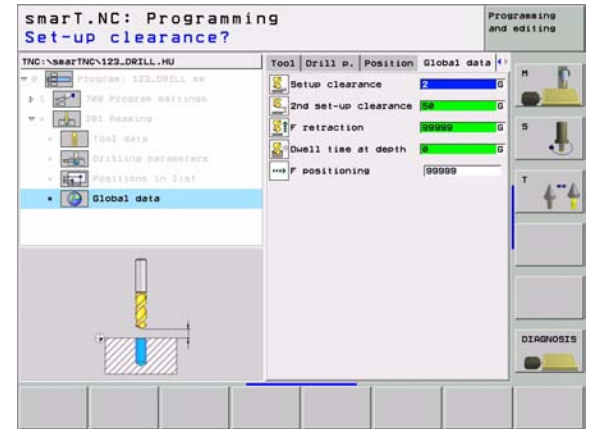 smarT.NC: Programming
Set-up clearance?
Programming
and editing
TNC:\smarTNC\123_DRILL.HU
0 Program: 123_DRILL mm
1 700 Program settings
201 Reaming
Tool data
Drilling parameters
Positions in list
Global data
Tool Drill p. Position Global data
Setup clearance 2 G
2nd set-up clearance 50 G
F retraction 99999 G
Dwell time at depth 0 G
F positioning 99999
M
S
T
DIAGNOSIS